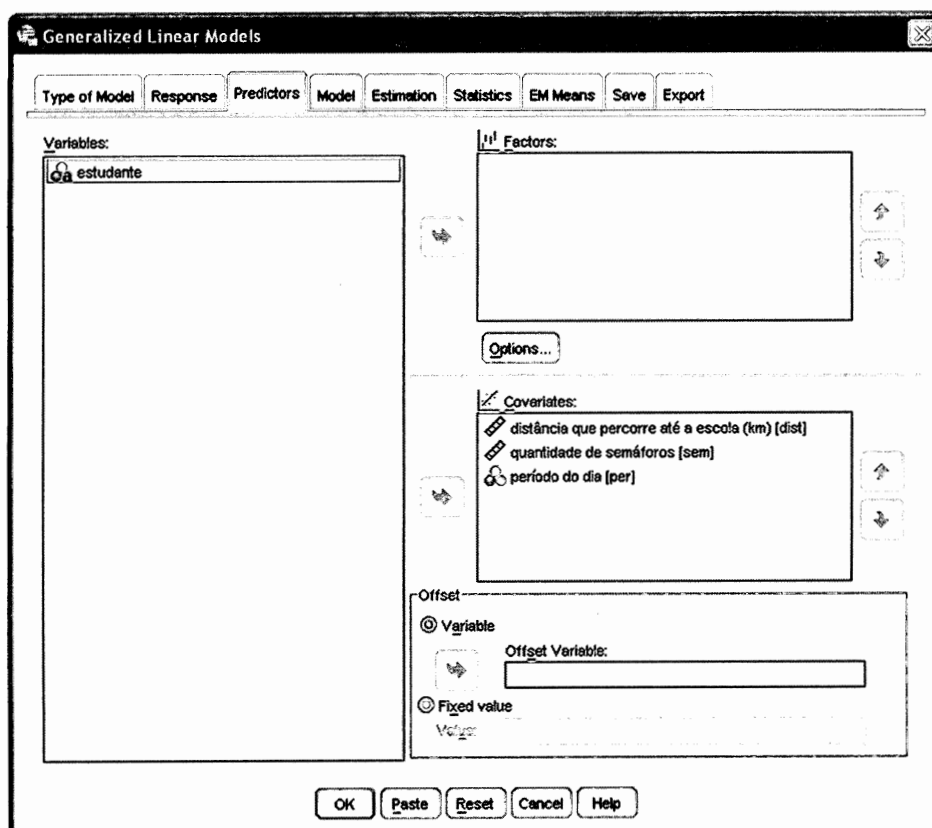 Generalized Linear Models
Type of Model Response Predictors Model Estimation Statistics EM Means Save Export
Variables:
estudante
Factors:
Options...
Covariates:
distância que percorre até a escola (km) [dist]
quantidade de semáforos [sem]
período do dia [per]
Offset
Variable
Offset Variable:
Fixed value
Value:
OK Paste Reset Cancel Help